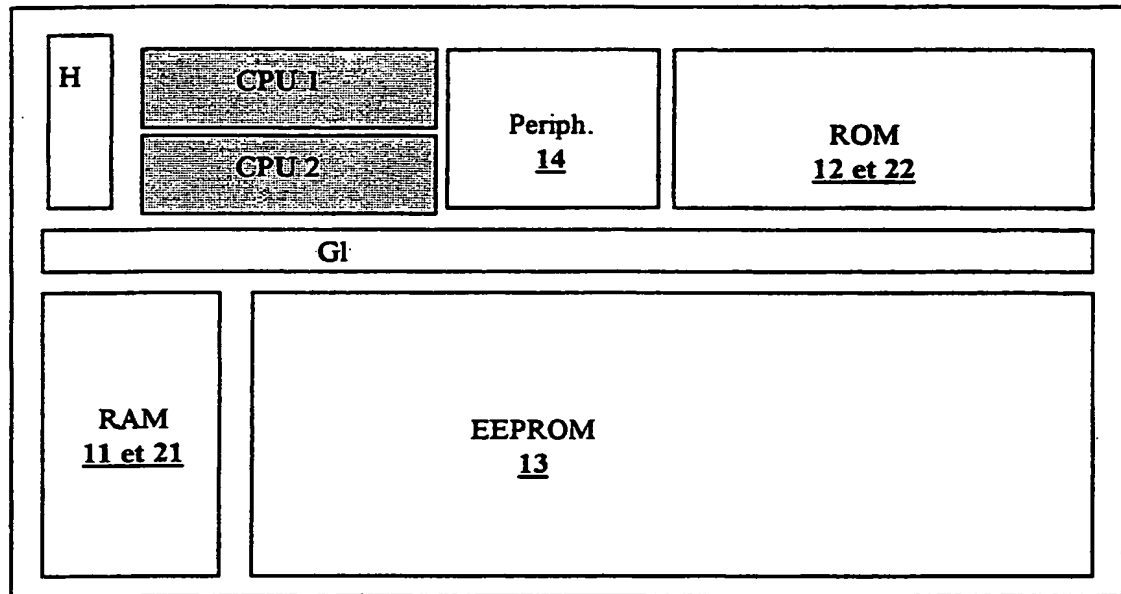 H
CPU 1
CPU 2
Periph.
14
ROM
12 et 22
Gl
RAM
11 et 21
EEPROM
13